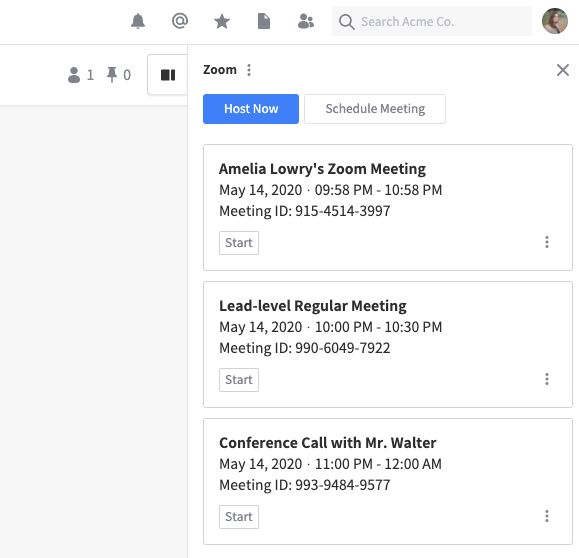 Search Acme Co.
1 0
Zoom
Host Now Schedule Meeting
Amelia Lowry's Zoom Meeting
May 14, 2020 · 09:58 PM - 10:58 PM
Meeting ID: 915-4514-3997
Start
Lead-level Regular Meeting
May 14, 2020 · 10:00 PM - 10:30 PM
Meeting ID: 990-6049-7922
Start
Conference Call with Mr. Walter
May 14, 2020 · 11:00 PM - 12:00 AM
Meeting ID: 993-9484-9577
Start